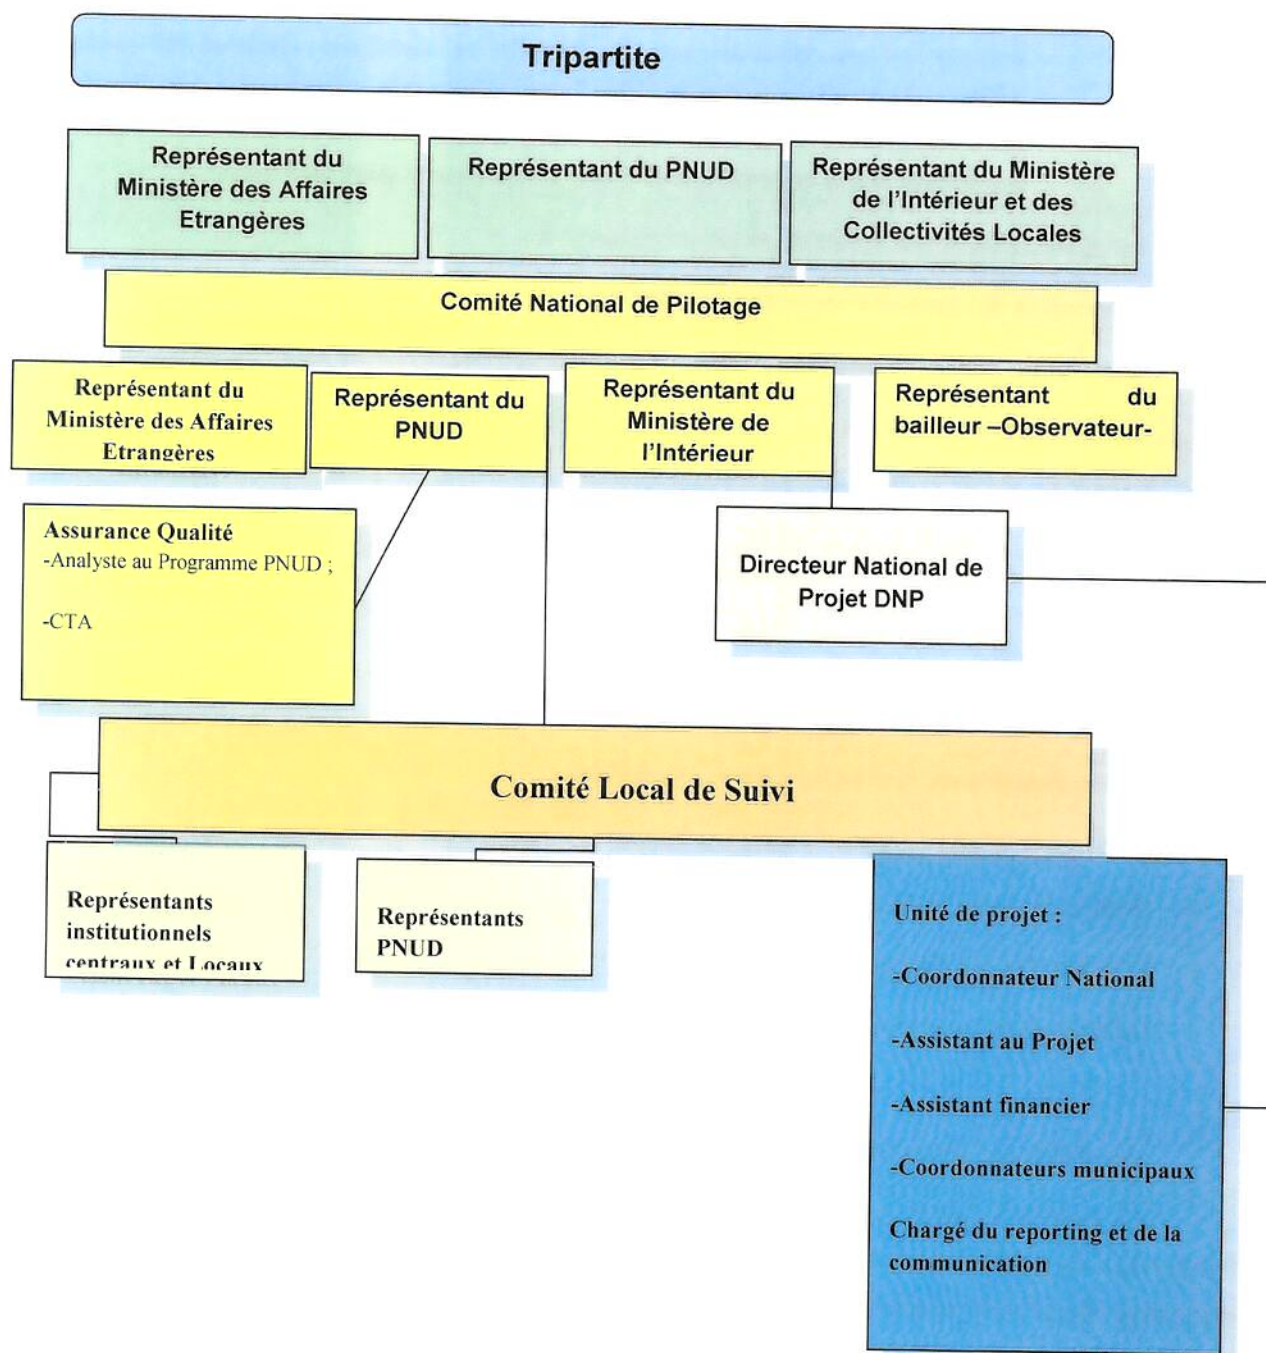 Tripartite
Représentant du
Ministère des Affaires
Etrangères
Représentant du PNUD
Représentant du Ministère
de l'Intérieur et des
Collectivités Locales
Comité National de Pilotage
Représentant du
Ministère des Affaires
Etrangères
Représentant du
PNUD
Représentant du
Ministère de
l'Intérieur
Représentant du
bailleur –Observateur-
Assurance Qualité
-Analyste au Programme PNUD ;
-CTA
Directeur National de
Projet DNP
Comité Local de Suivi
Représentants
institutionnels
centraux et Locaux
Représentants
PNUD
Unité de projet :
-Coordonnateur National
-Assistant au Projet
-Assistant financier
-Coordonnateurs municipaux
Chargé du reporting et de la
communication